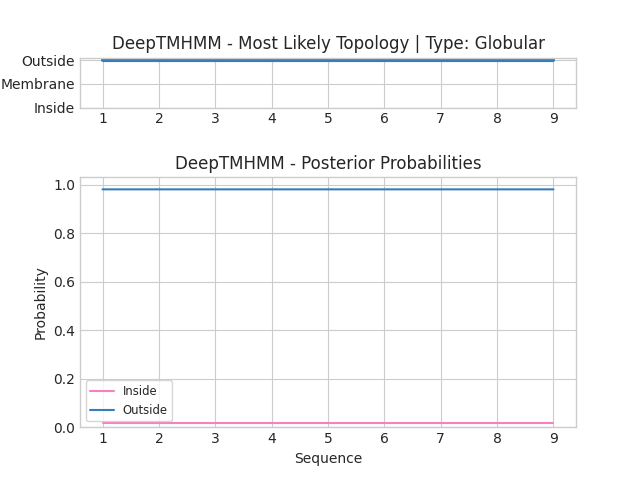 DeepTMHMM - Most Likely Topology | Type: Globular
Outside
Membrane
Inside
1 2 3 4 5 6 7 8 9
DeepTMHMM - Posterior Probabilities
1.0
0.8
0.6
0.4
0.2
0.0
Probability
Inside
Outside
1 2 3 4 5 6 7 8 9
Sequence